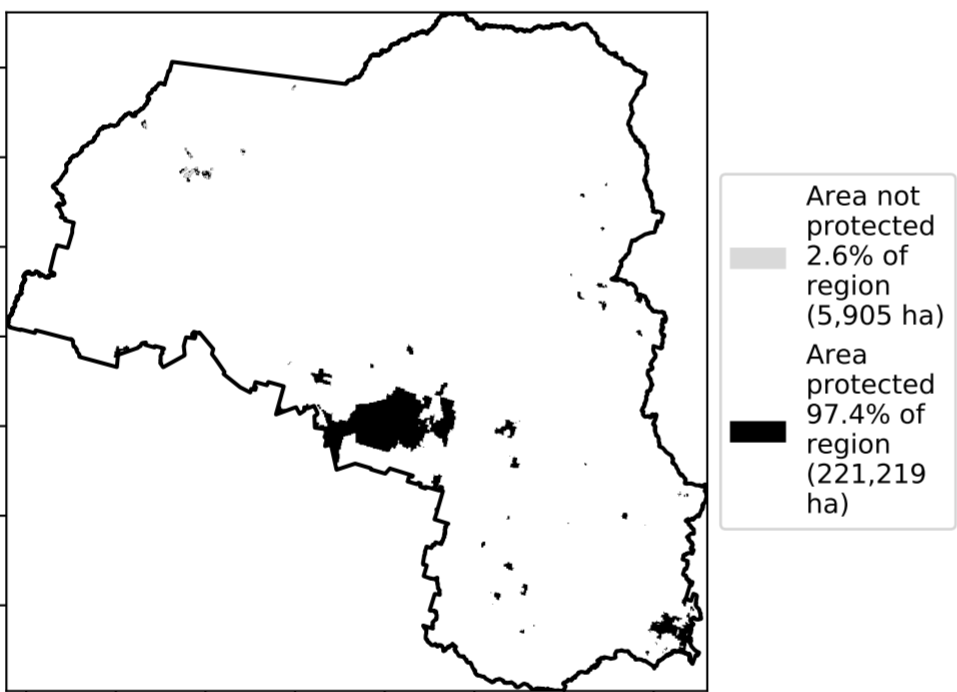 Area not
protected
2.6% of
region
(5,905 ha)
Area
protected
97.4% of
region
(221,219
ha)